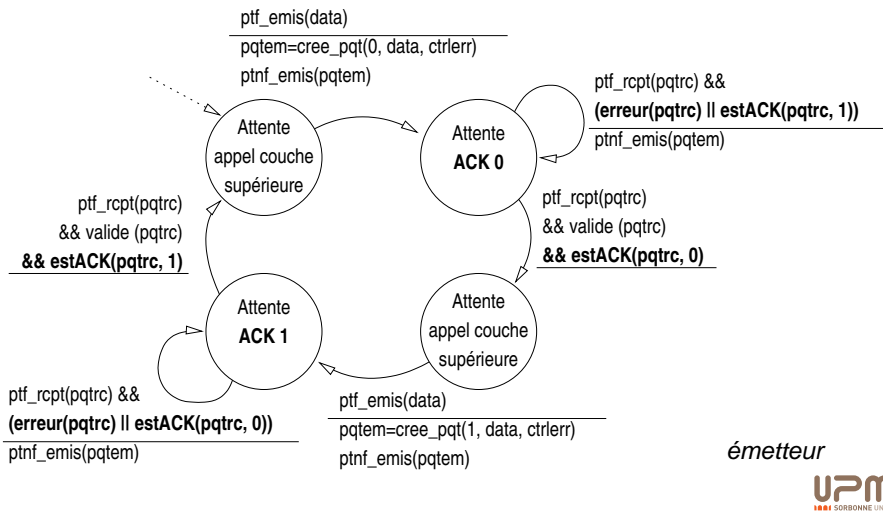 ptf_emis(data)
pqtem=cree_pqt(0, data, ctrlerr)
ptnf_emis(pqtem)
ptf_rcpt(pqtrc) &&
(erreur(pqtrc) || estACK(pqtrc, 1))
ptnf_emis(pqtem)
Attente
appel couche
supérieure
Attente
ACK 0
ptf_rcpt(pqtrc)
&& valide (pqtrc)
&& estACK(pqtrc, 1)
ptf_rcpt(pqtrc)
&& valide (pqtrc)
&& estACK(pqtrc, 0)
Attente
ACK 1
Attente
appel couche
supérieure
ptf_rcpt(pqtrc) &&
(erreur(pqtrc) || estACK(pqtrc, 0))
ptnf_emis(pqtem)
ptf_emis(data)
pqtem=cree_pqt(1, data, ctrlerr)
ptnf_emis(pqtem)
émetteur
UPM
SORBONNE UN